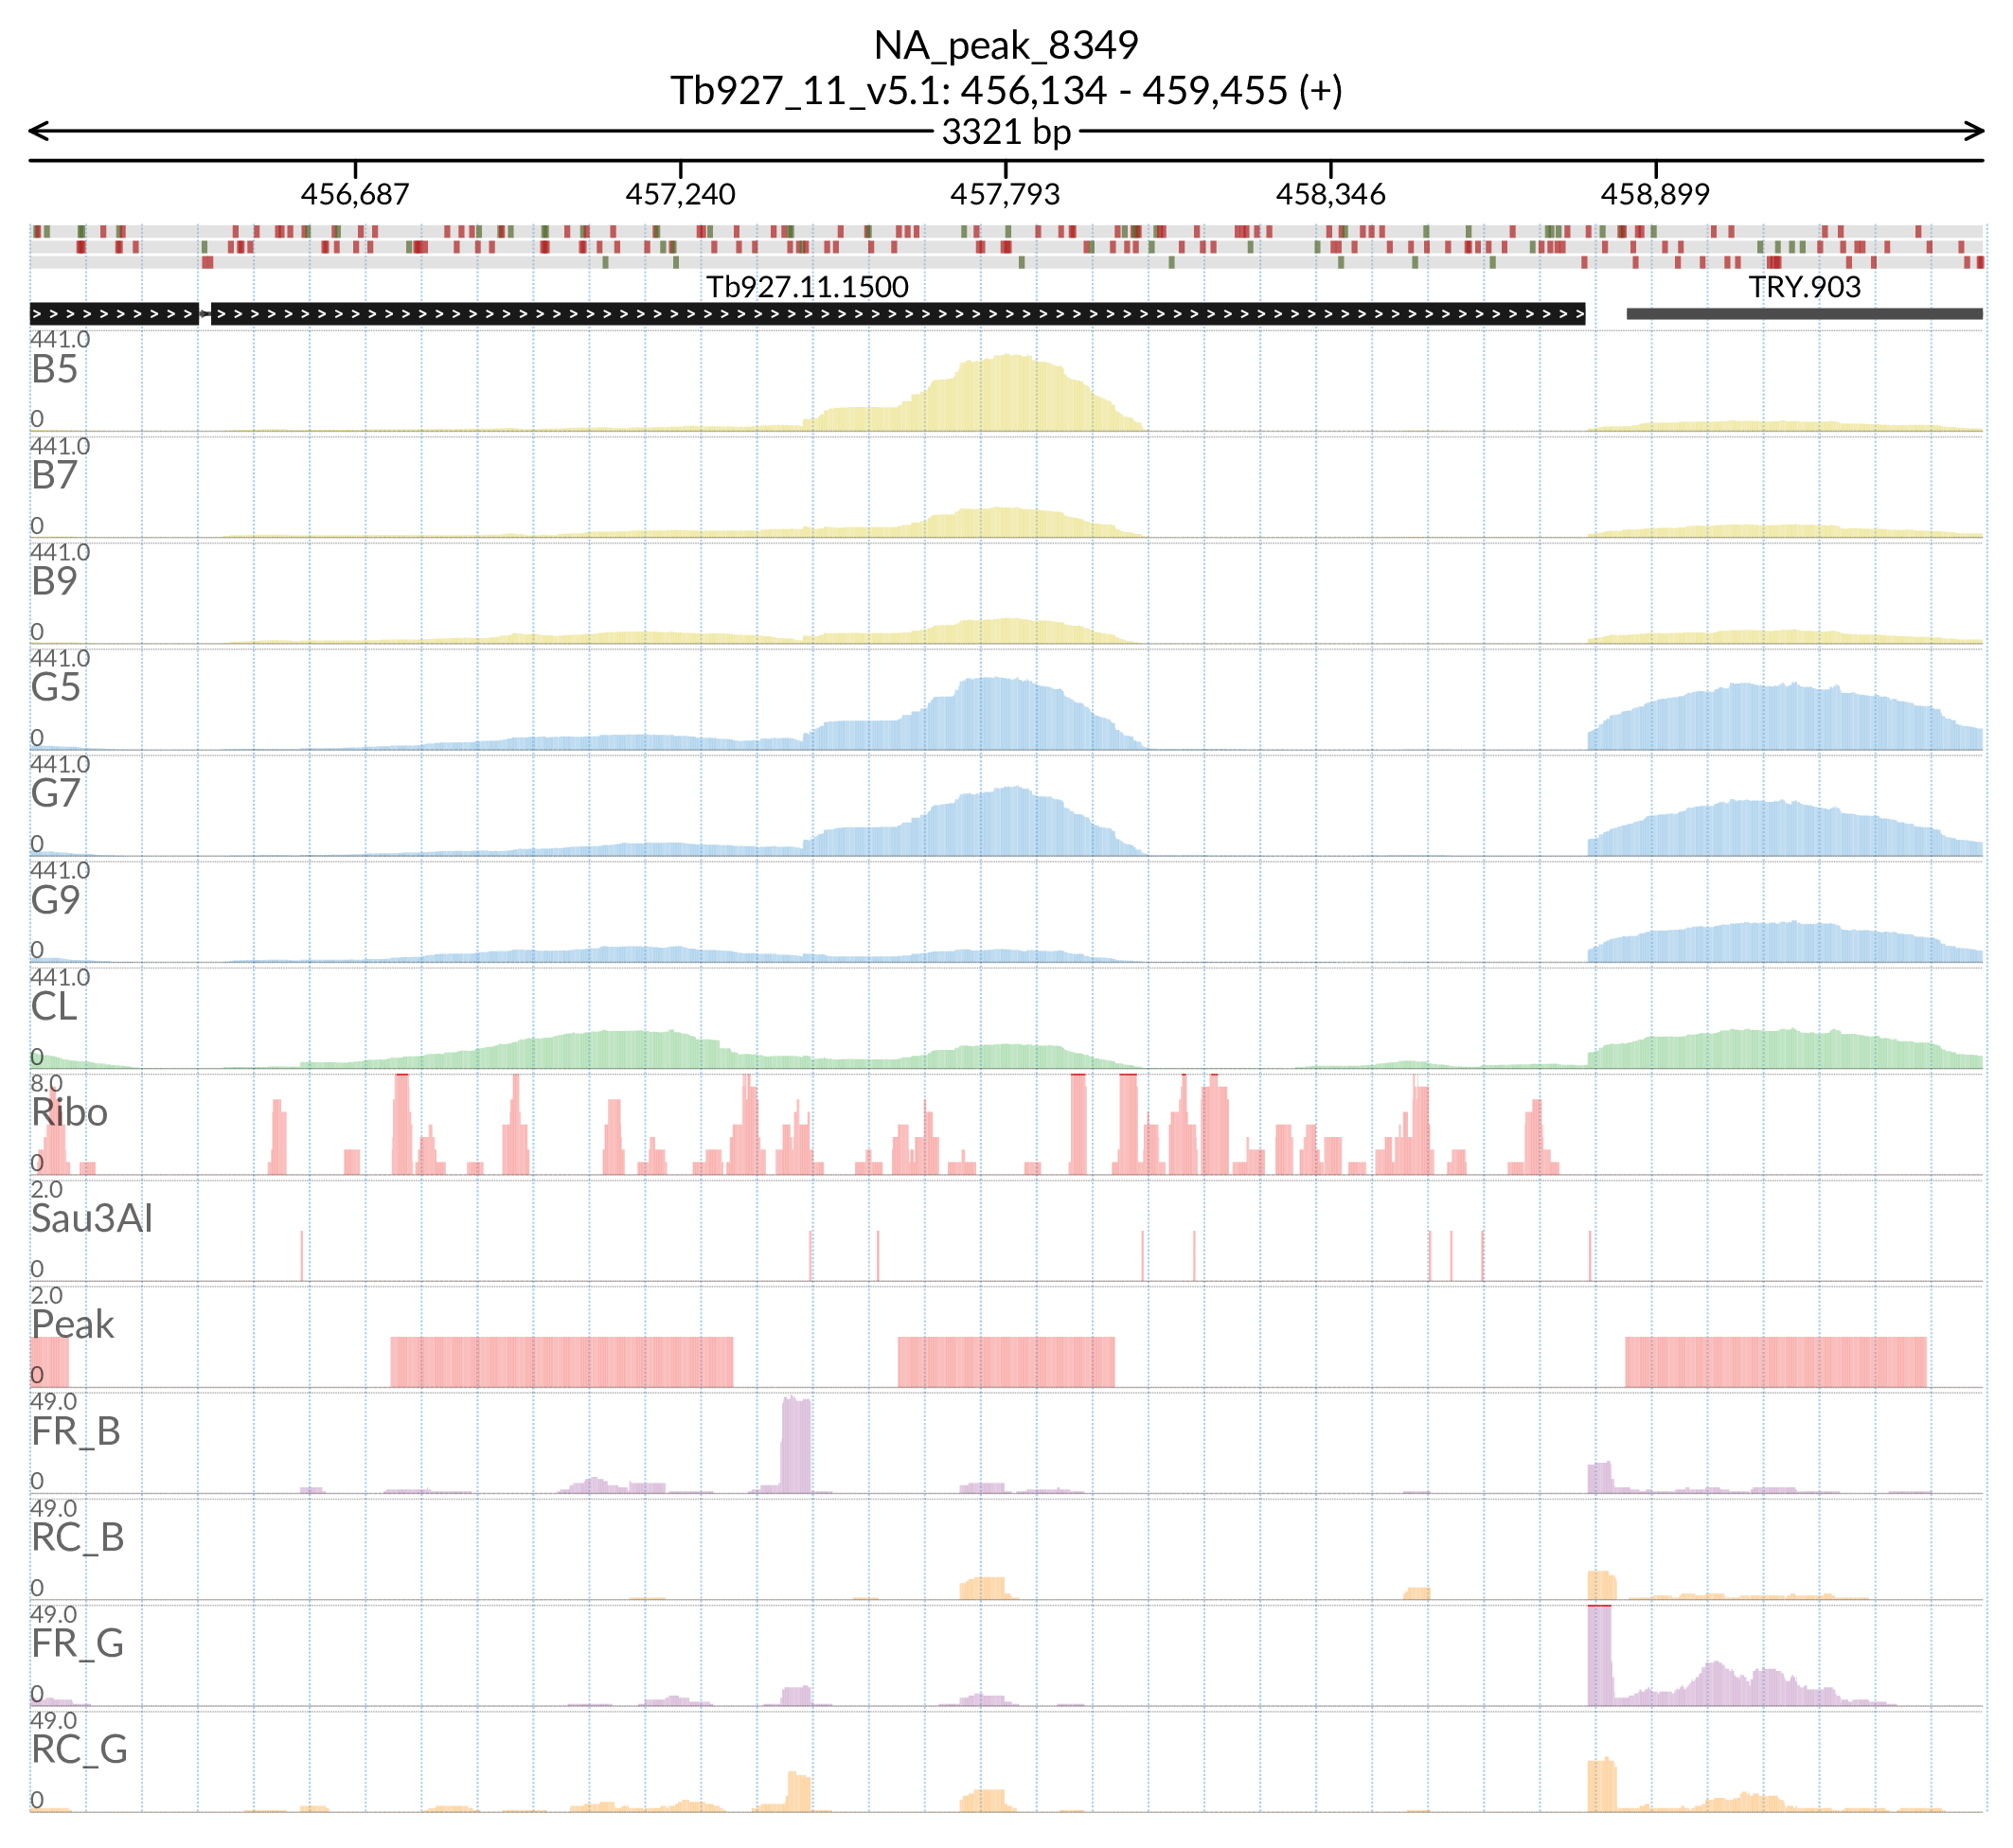 NA_peak_8349
Tb927_11_v5.1: 456,134 - 459,455 (+)
3321 bp
456,687 457,240 457,793 458,346 458,899
Tb927.11.1500 TRY.903
441.0
B5
0
441.0
B7
0
441.0
B9
0
441.0
G5
0
441.0
G7
0
441.0
G9
0
441.0
CL
0
8.0
Ribo
0
2.0
Sau3AI
0
2.0
Peak
0
49.0
FR_B
0
49.0
RC_B
0
49.0
FR_G
0
49.0
RC_G
0